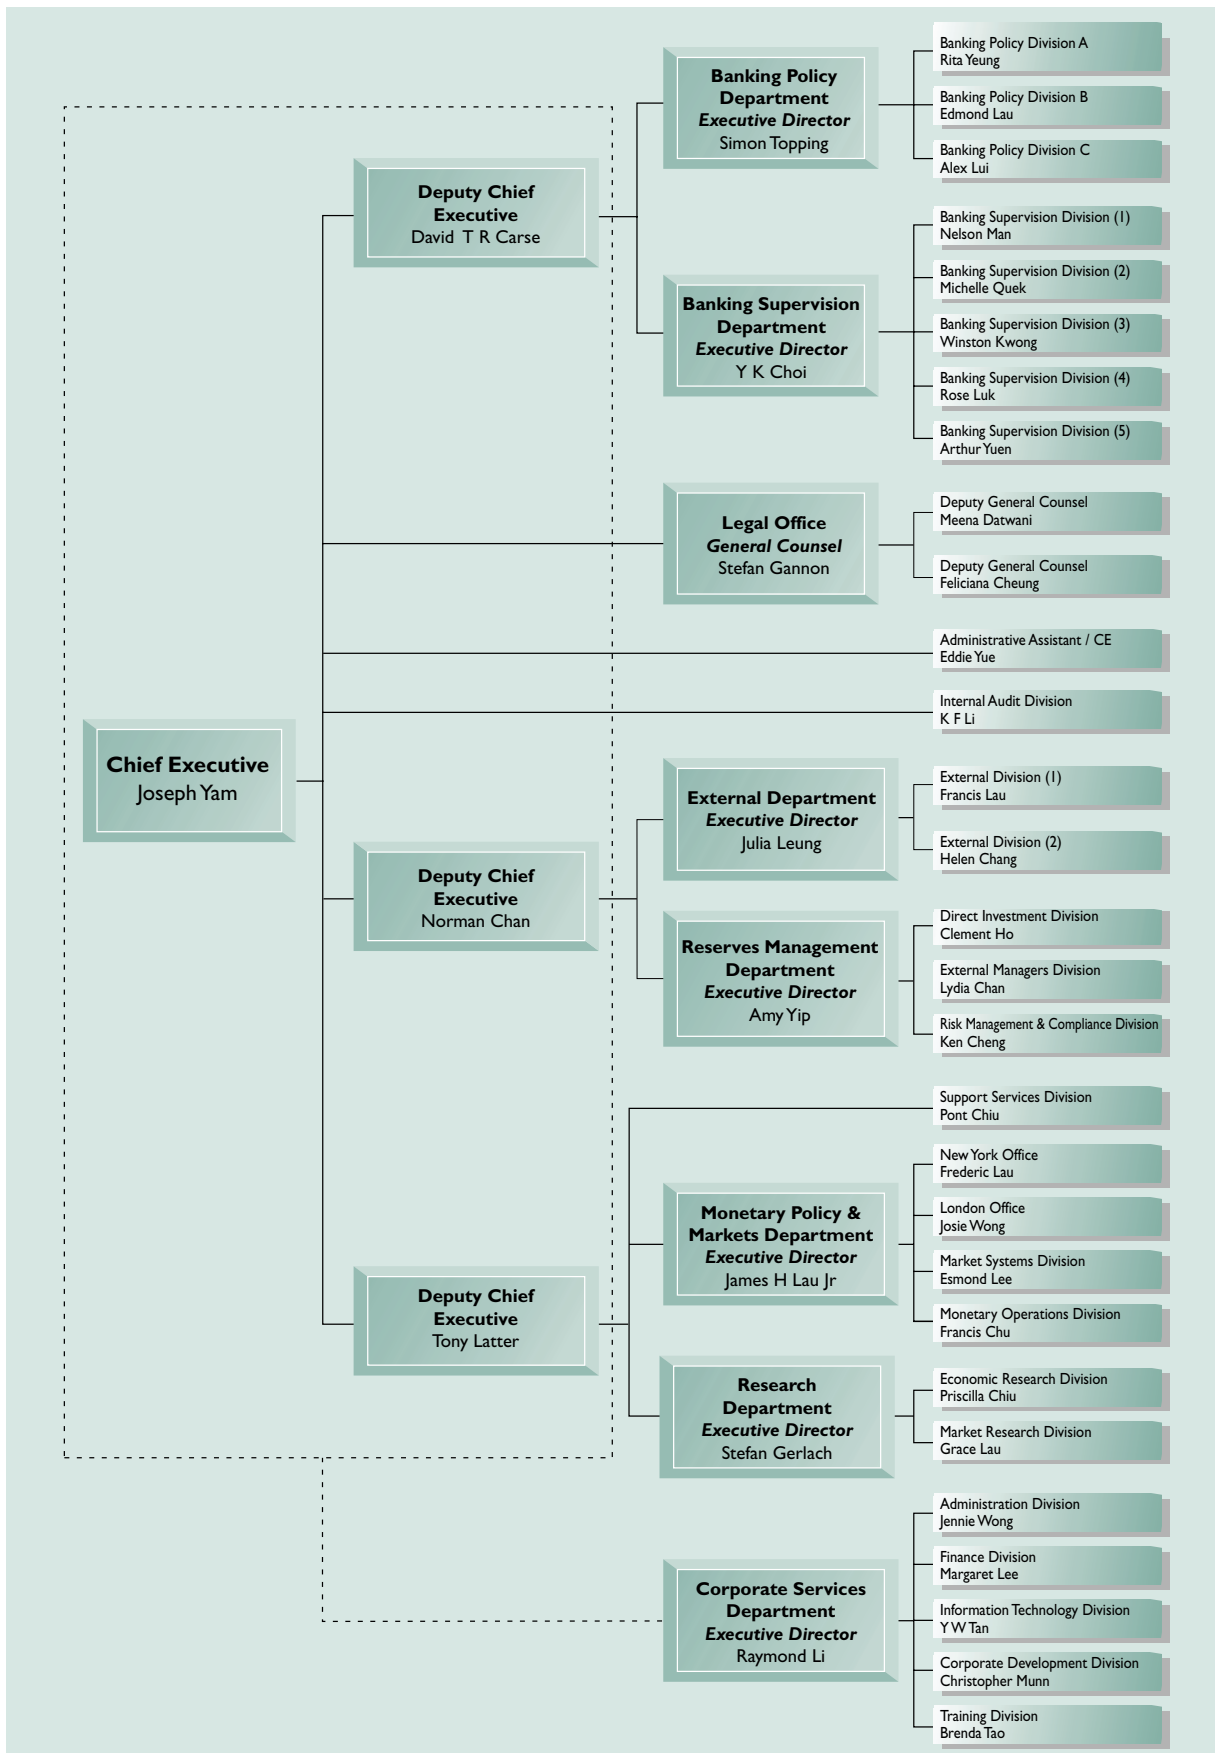 Banking Policy
Department
Executive Director
Simon Topping
Banking Policy Division A
Rita Yeung
Banking Policy Division B
Edmond Lau
Banking Policy Division C
Alex Lui
Deputy Chief
Executive
David T R Carse
Banking Supervision
Department
Executive Director
Y K Choi
Banking Supervision Division (1)
Nelson Man
Banking Supervision Division (2)
Michelle Quek
Banking Supervision Division (3)
Winston Kwong
Banking Supervision Division (4)
Rose Luk
Banking Supervision Division (5)
Arthur Yuen
Legal Office
General Counsel
Stefan Gannon
Deputy General Counsel
Meena Datwani
Deputy General Counsel
Feliciana Cheung
Administrative Assistant / CE
Eddie Yue
Internal Audit Division
K F Li
Chief Executive
Joseph Yam
External Department
Executive Director
Julia Leung
External Division (1)
Francis Lau
External Division (2)
Helen Chang
Deputy Chief
Executive
Norman Chan
Reserves Management
Department
Executive Director
Amy Yip
Direct Investment Division
Clement Ho
External Managers Division
Lydia Chan
Risk Management & Compliance Division
Ken Cheng
Support Services Division
Pont Chiu
Monetary Policy &
Markets Department
Executive Director
James H Lau Jr
New York Office
Frederic Lau
London Office
Josie Wong
Market Systems Division
Esmond Lee
Monetary Operations Division
Francis Chu
Deputy Chief
Executive
Tony Latter
Research
Department
Executive Director
Stefan Gerlach
Economic Research Division
Priscilla Chiu
Market Research Division
Grace Lau
Corporate Services
Department
Executive Director
Raymond Li
Administration Division
Jennie Wong
Finance Division
Margaret Lee
Information Technology Division
Y W Tan
Corporate Development Division
Christopher Munn
Training Division
Brenda Tao